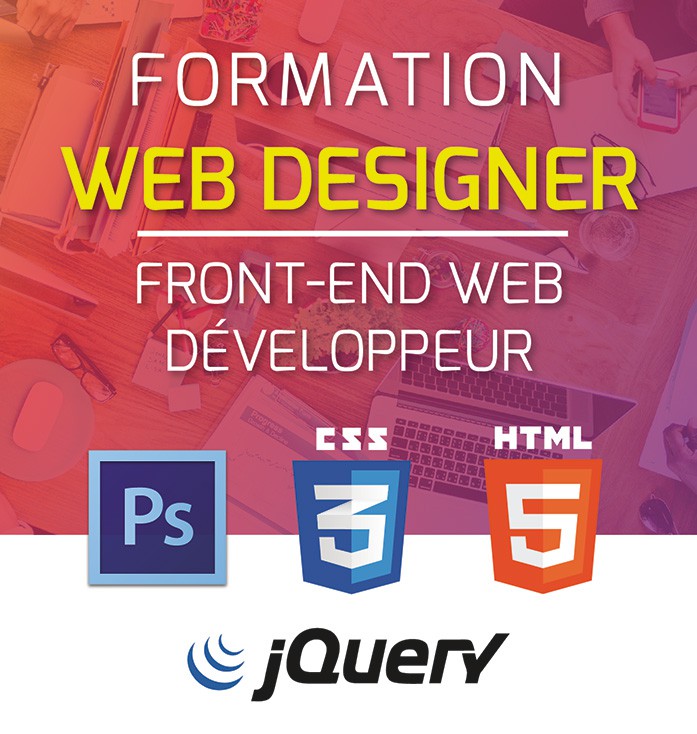 FORMATION
WEB DESIGNER
FRONT-END WEB
DÉVELOPPEUR
CSS HTML
Ps 3 5
jQuery